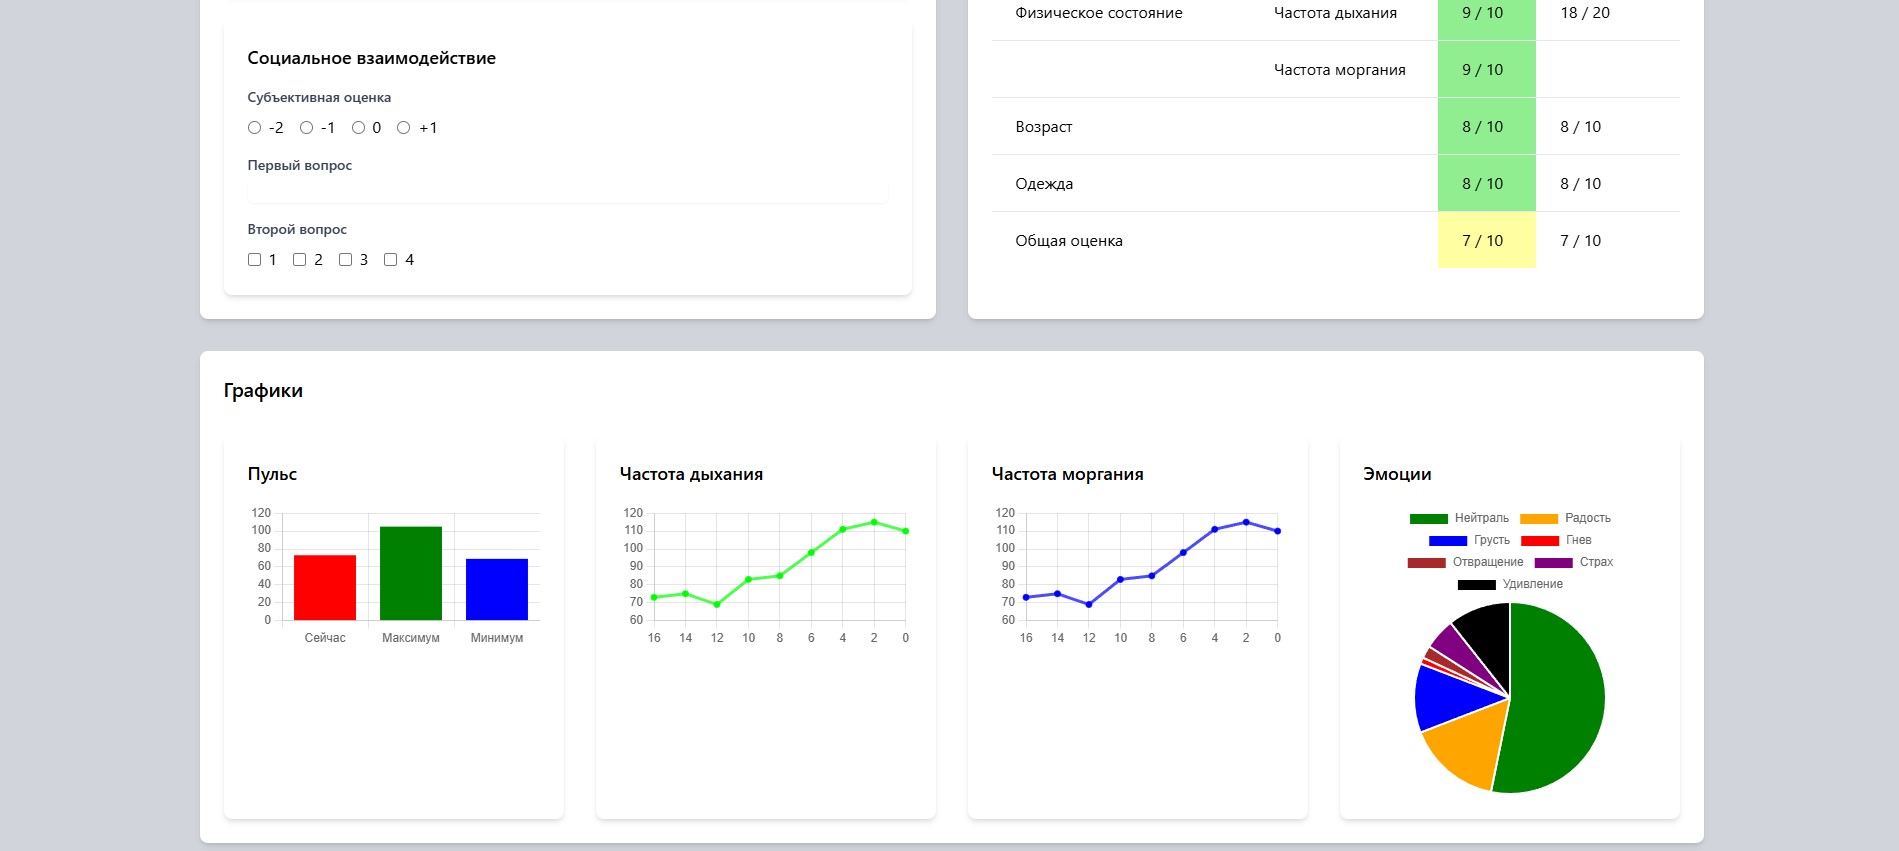 Социальное взаимодействие
Субъективная оценка
-2 -1 0 +1
Первый вопрос
Второй вопрос
1 2 3 4
Физическое состояние Частота дыхания 9 / 10 18 / 20
Частота моргания 9 / 10
Возраст 8 / 10 8 / 10
Одежда 8 / 10 8 / 10
Общая оценка 7 / 10 7 / 10
Графики
Пульс
120
100
80
60
40
20
0
Сейчас Максимум Минимум
Частота дыхания
120
110
100
90
80
70
60
16 14 12 10 8 6 4 2 0
Частота моргания
120
110
100
90
80
70
60
16 14 12 10 8 6 4 2 0
Эмоции
Нейтраль Радость
Грусть Гнев
Отвращение Страх
Удивление